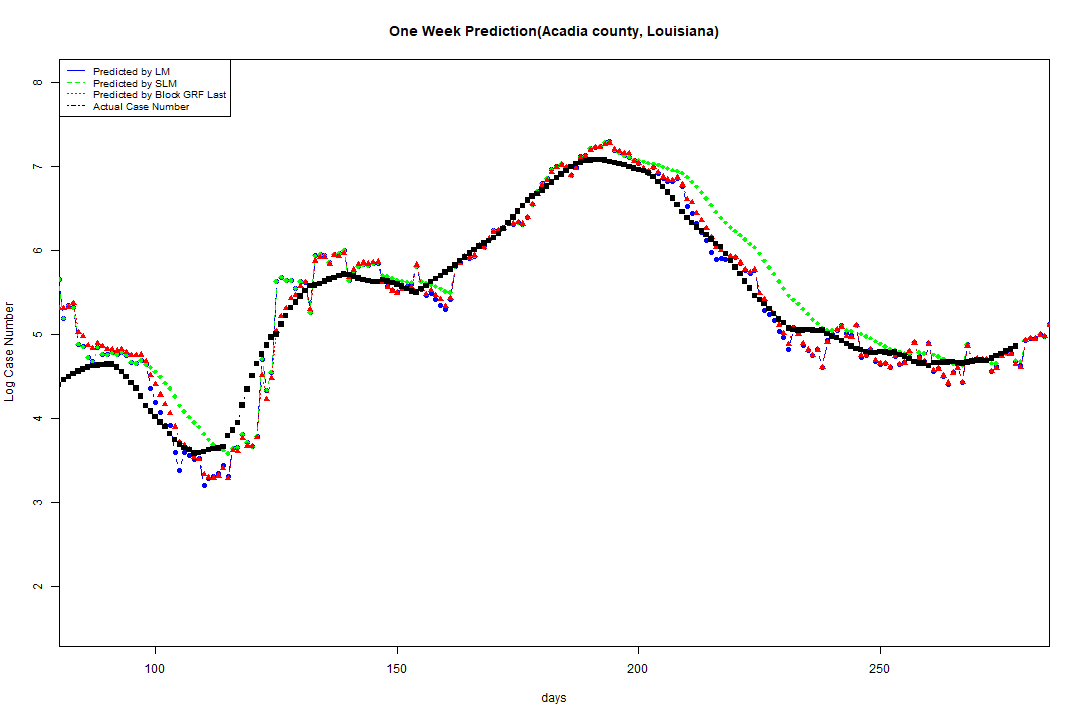 One Week Prediction(Acadia county, Louisiana)
Predicted by LM
Predicted by SLM
Predicted by Block GRF Last
Actual Case Number
8
7
6
5
4
3
2
Log Case Number
100 150 200 250
days